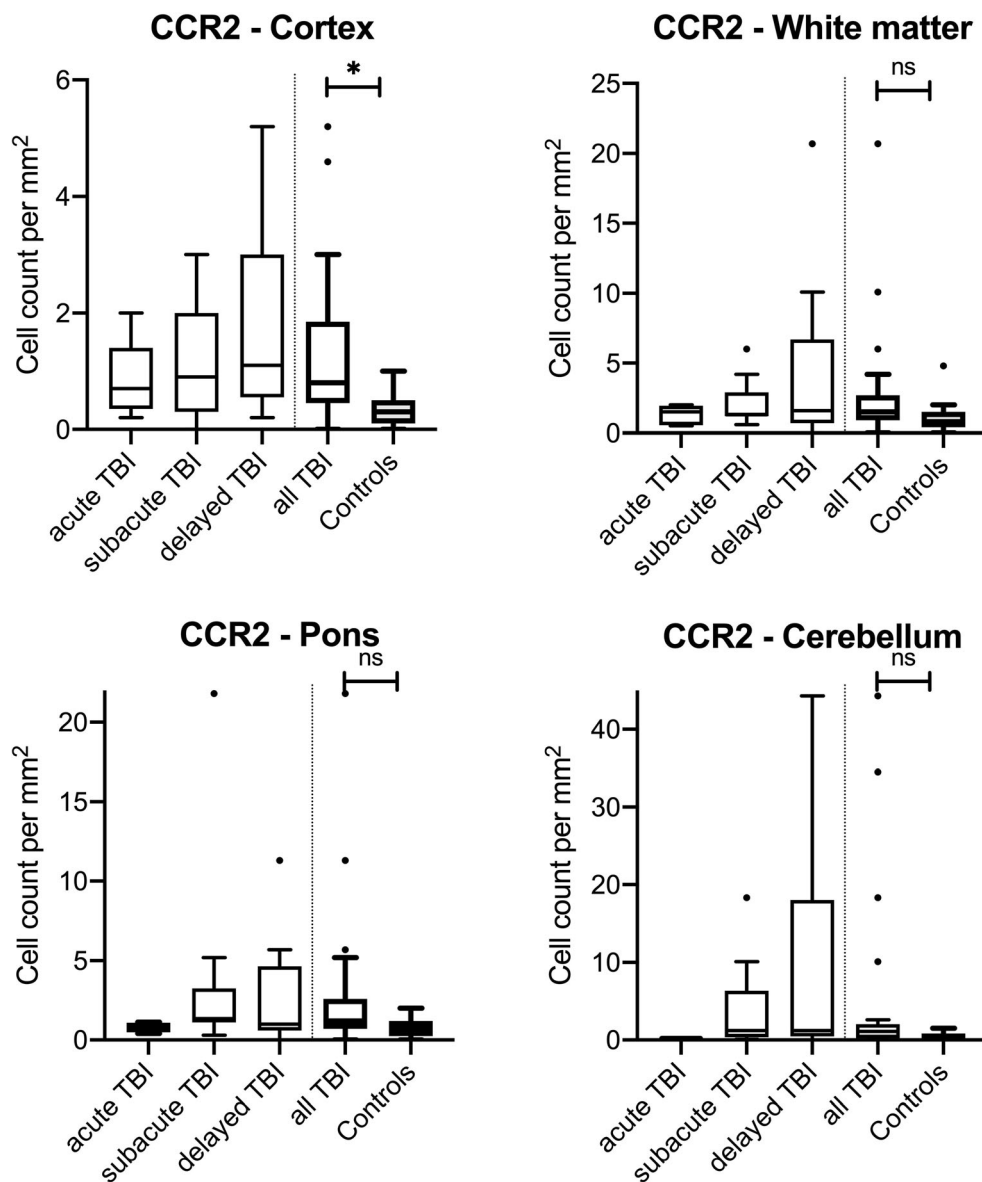 CCR2 - Cortex
*
6
4
2
0
Cell count per mm²
acute TBI
subacute TBI
delayed TBI
all TBI
Controls
CCR2 - White matter
ns
25
20
15
10
5
0
Cell count per mm²
acute TBI
subacute TBI
delayed TBI
all TBI
Controls
CCR2 - Pons
ns
20
15
10
5
0
Cell count per mm²
acute TBI
subacute TBI
delayed TBI
all TBI
Controls
CCR2 - Cerebellum
ns
40
30
20
10
0
Cell count per mm²
acute TBI
subacute TBI
delayed TBI
all TBI
Controls